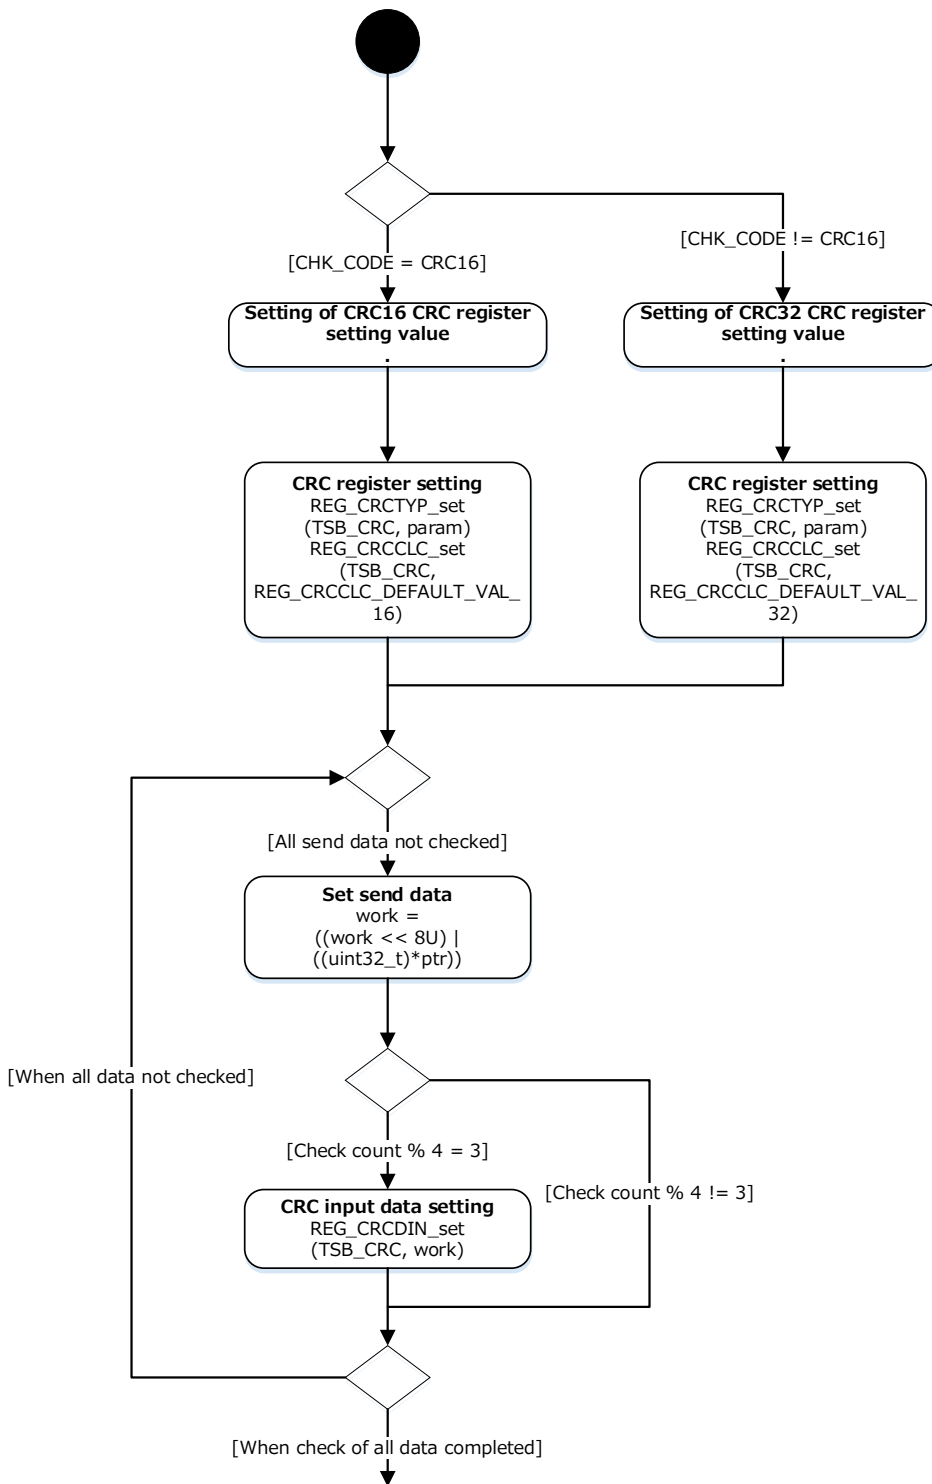 [CHK_CODE = CRC16]
[CHK_CODE != CRC16]
Setting of CRC16 CRC register
setting value
.
Setting of CRC32 CRC register
setting value
.
CRC register setting
REG_CRCTYP_set
(TSB_CRC, param)
REG_CRCCLC_set
(TSB_CRC,
REG_CRCCLC_DEFAULT_VAL_
16)
CRC register setting
REG_CRCTYP_set
(TSB_CRC, param)
REG_CRCCLC_set
(TSB_CRC,
REG_CRCCLC_DEFAULT_VAL_
32)
[All send data not checked]
Set send data
work =
((work << 8U) |
((uint32_t)*ptr))
[When all data not checked]
[Check count % 4 = 3]
[Check count % 4 != 3]
CRC input data setting
REG_CRCDIN_set
(TSB_CRC, work)
[When check of all data completed]